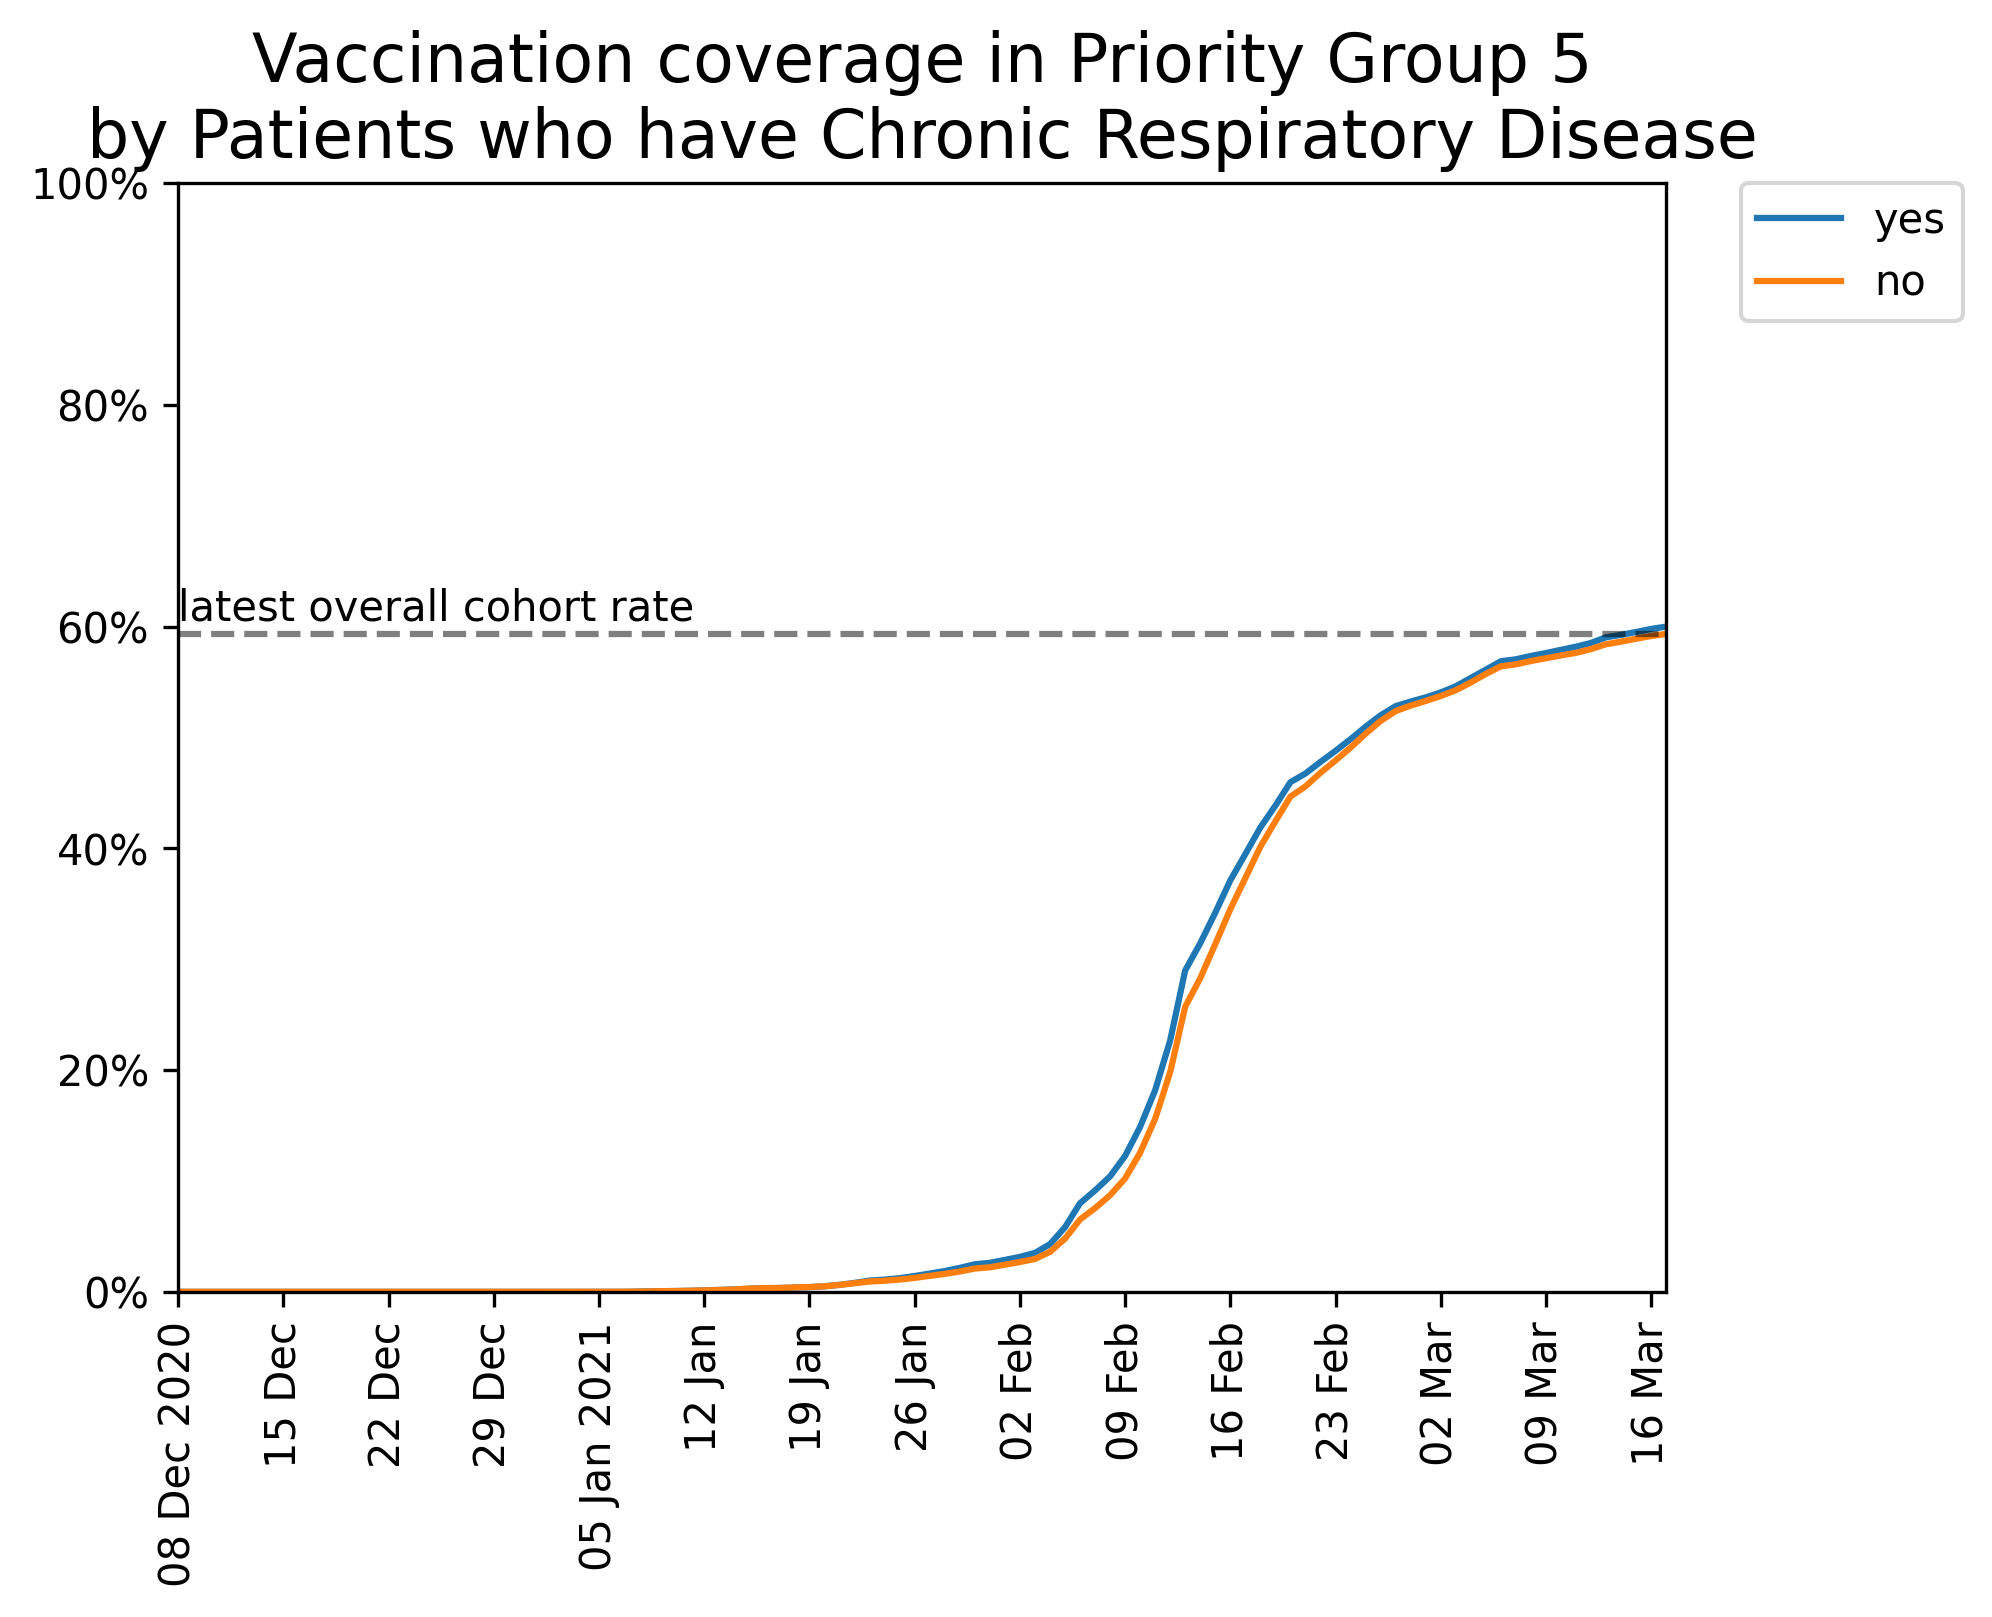 Vaccination coverage in Priority Group 5
by Patients who have Chronic Respiratory Disease
100%
80%
60%
40%
20%
0%
latest overall cohort rate
yes
no
08 Dec 2020
15 Dec
22 Dec
29 Dec
05 Jan 2021
12 Jan
19 Jan
26 Jan
02 Feb
09 Feb
16 Feb
23 Feb
02 Mar
09 Mar
16 Mar